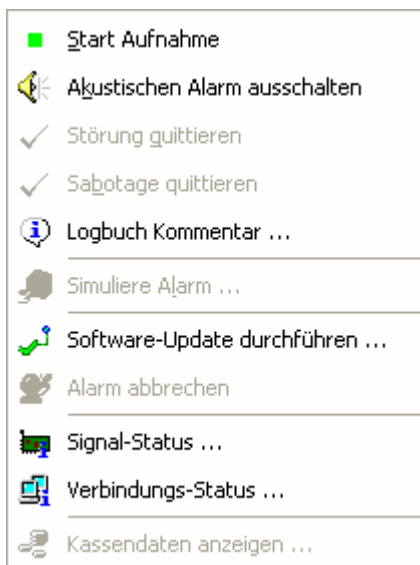 Start Aufnahme
Akustischen Alarm ausschalten
Störung quittieren
Sabotage quittieren
Logbuch Kommentar ...
Simuliere Alarm ...
Software-Update durchführen ...
Alarm abbrechen
Signal-Status ...
Verbindungs-Status ...
Kassendaten anzeigen ...